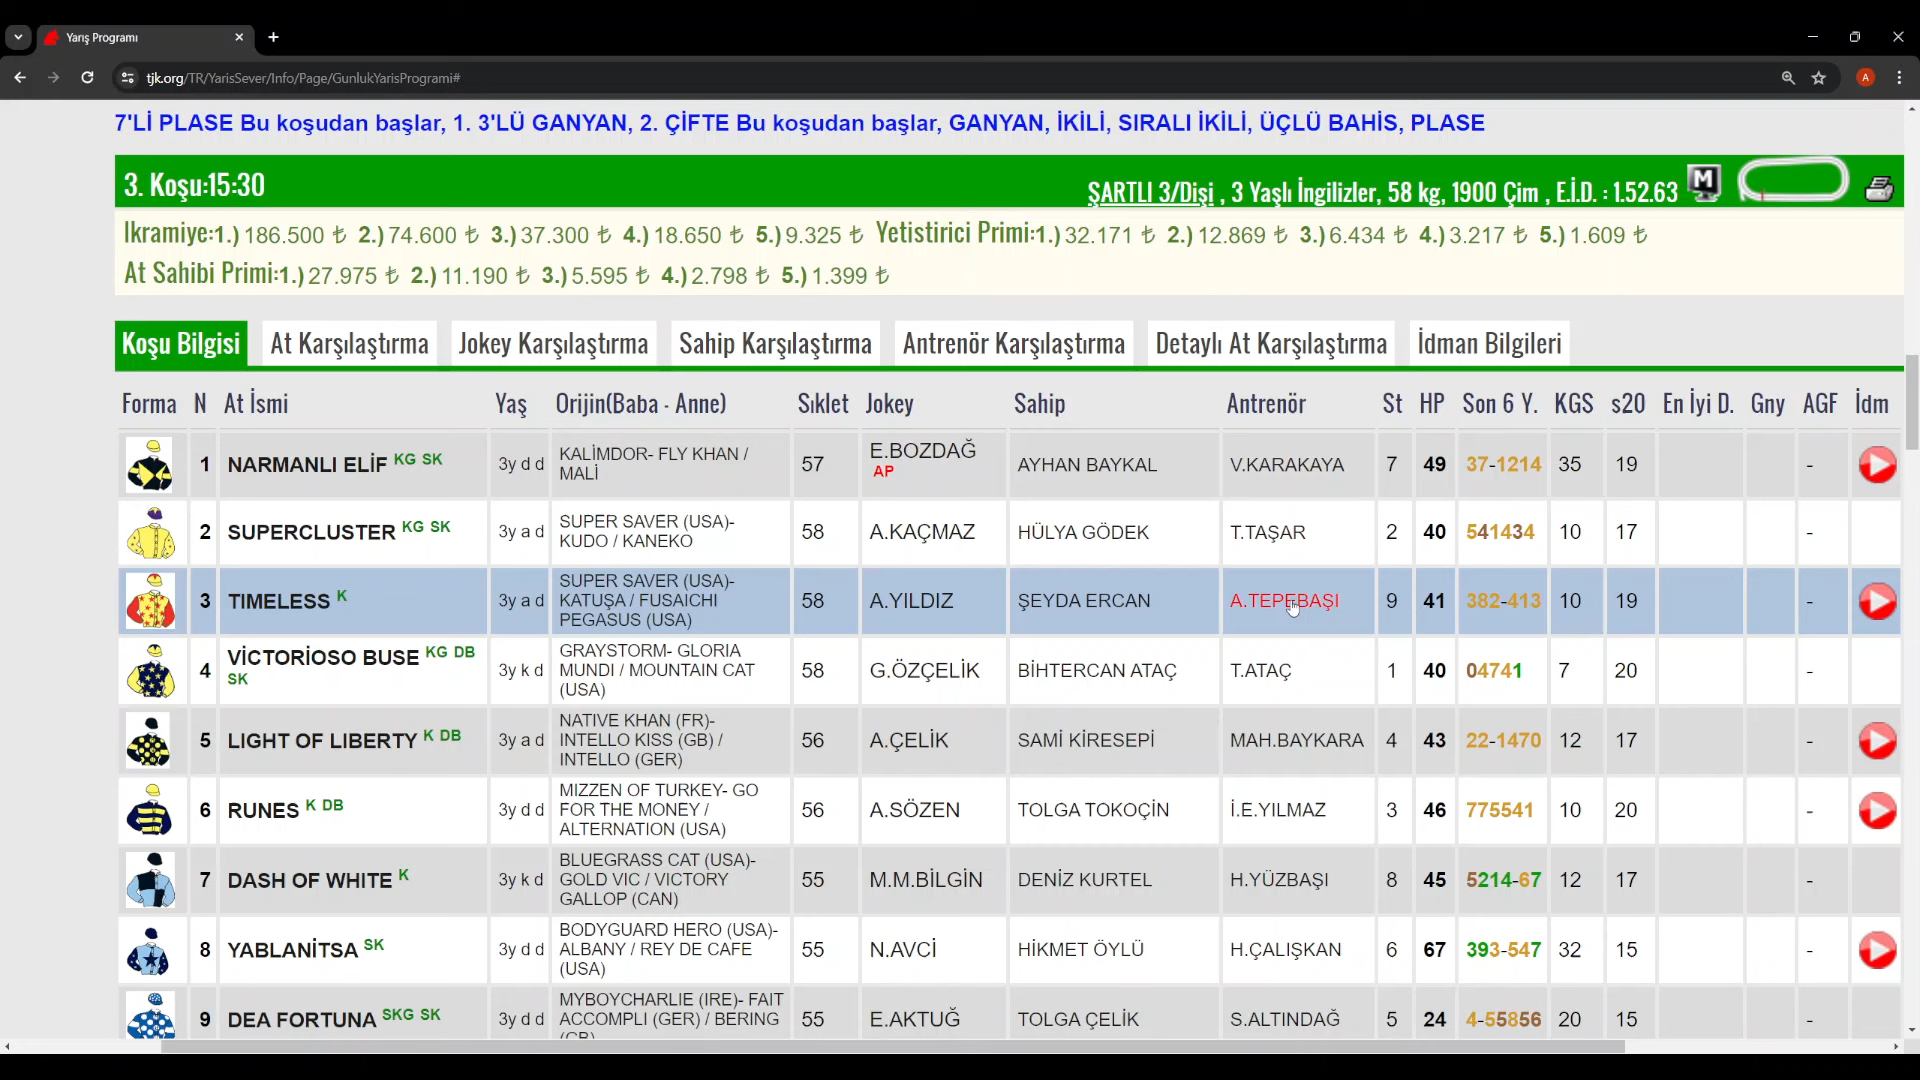 Yarış Programı
tjk.org/TR/YarisSever/Info/Page/GunlukYarisProgrami#
A
7'Lİ PLASE Bu koşudan başlar, 1. 3'LÜ GANYAN, 2. ÇİFTE Bu koşudan başlar, GANYAN, İKİLİ, SIRALI İKİLİ, ÜÇLÜ BAHİS, PLASE
3. Koşu:15:30
ŞARTLI 3/Dişi , 3 Yaşlı İngilizler, 58 kg, 1900 Çim , E.İ.D. : 1.52.63 M
Ikramiye:1.) 186.500 ₺ 2.) 74.600 ₺ 3.) 37.300 ₺ 4.) 18.650 ₺ 5.) 9.325 ₺ Yetistirici Primi:1.) 32.171 ₺ 2.) 12.869 ₺ 3.) 6.434 ₺ 4.) 3.217 ₺ 5.) 1.609 ₺
At Sahibi Primi:1.) 27.975 ₺ 2.) 11.190 ₺ 3.) 5.595 ₺ 4.) 2.798 ₺ 5.) 1.399 ₺
Koşu Bilgisi At Karşılaştırma Jokey Karşılaştırma Sahip Karşılaştırma Antrenör Karşılaştırma Detaylı At Karşılaştırma İdman Bilgileri
Forma N At İsmi Yaş Orijin(Baba - Anne) Sıklet Jokey Sahip Antrenör St HP Son 6 Y. KGS s20 En İyi D. Gny AGF İdm
1 NARMANLI ELİF KG SK 3y d d KALİMDOR- FLY KHAN / MALİ 57 E.BOZDAĞ AP AYHAN BAYKAL V.KARAKAYA 7 49 37-1214 35 19 -
2 SUPERCLUSTER KG SK 3y a d SUPER SAVER (USA)- KUDO / KANEKO 58 A.KAÇMAZ HÜLYA GÖDEK T.TAŞAR 2 40 541434 10 17 -
3 TIMELESS K 3y a d SUPER SAVER (USA)- KATUŞA / FUSAICHI PEGASUS (USA) 58 A.YILDIZ ŞEYDA ERCAN A.TEPEBAŞI 9 41 382-413 10 19 -
4 VİCTORİOSO BUSE KG DB SK 3y k d GRAYSTORM- GLORIA MUNDI / MOUNTAIN CAT (USA) 58 G.ÖZÇELİK BİHTERCAN ATAÇ T.ATAÇ 1 40 04741 7 20 -
5 LIGHT OF LIBERTY K DB 3y a d NATIVE KHAN (FR)- INTELLO KISS (GB) / INTELLO (GER) 56 A.ÇELİK SAMİ KİRESEPİ MAH.BAYKARA 4 43 22-1470 12 17 -
6 RUNES K DB 3y d d MIZZEN OF TURKEY- GO FOR THE MONEY / ALTERNATION (USA) 56 A.SÖZEN TOLGA TOKOÇİN İ.E.YILMAZ 3 46 775541 10 20 -
7 DASH OF WHITE K 3y k d BLUEGRASS CAT (USA)- GOLD VIC / VICTORY GALLOP (CAN) 55 M.M.BİLGİN DENİZ KURTEL H.YÜZBAŞI 8 45 5214-67 12 17 -
8 YABLANİTSA SK 3y d d BODYGUARD HERO (USA)- ALBANY / REY DE CAFE (USA) 55 N.AVCİ HİKMET ÖYLÜ H.ÇALIŞKAN 6 67 393-547 32 15 -
9 DEA FORTUNA SKG SK 3y d d MYBOYCHARLIE (IRE)- FAIT ACCOMPLI (GER) / BERING (GB) 55 E.AKTUĞ TOLGA ÇELİK S.ALTINDAĞ 5 24 4-55856 20 15 -